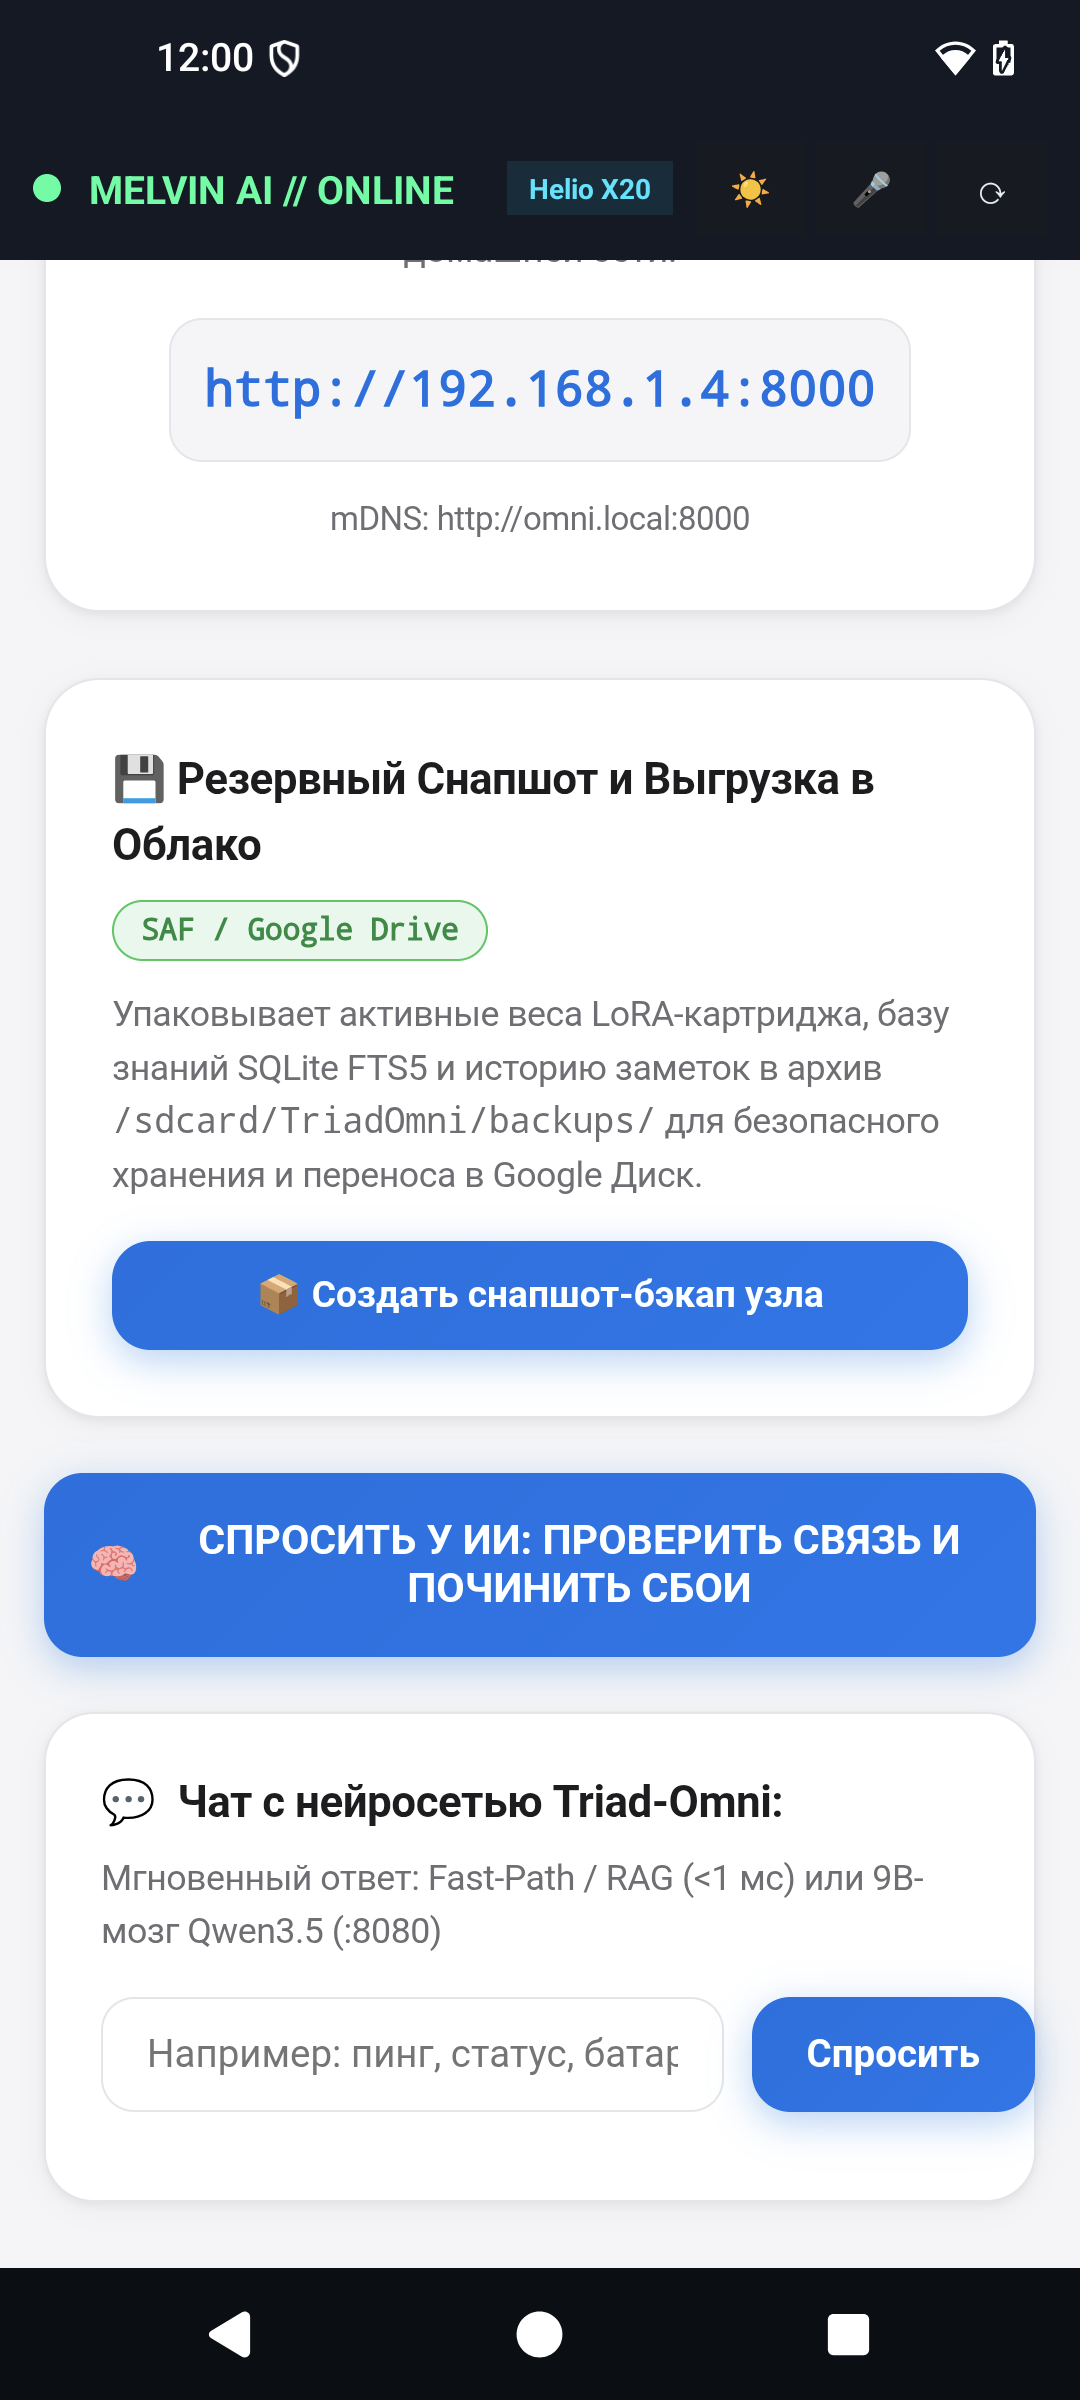 12:00
MELVIN AI // ONLINE
Helio X20
http://192.168.1.4:8000
mDNS: http://omni.local:8000
💾 Резервный Снапшот и Выгрузка в
Облако
SAF / Google Drive
Упаковывает активные веса LoRA-картриджа, базу
знаний SQLite FTS5 и историю заметок в архив
/sdcard/TriadOmni/backups/ для безопасного
хранения и переноса в Google Диск.
📦 Создать снапшот-бэкап узла
🧠 СПРОСИТЬ У ИИ: ПРОВЕРИТЬ СВЯЗЬ И
ПОЧИНИТЬ СБОИ
💬 Чат с нейросетью Triad-Omni:
Мгновенный ответ: Fast-Path / RAG (<1 мс) или 9B-
мозг Qwen3.5 (:8080)
Например: пинг, статус, батар
Спросить